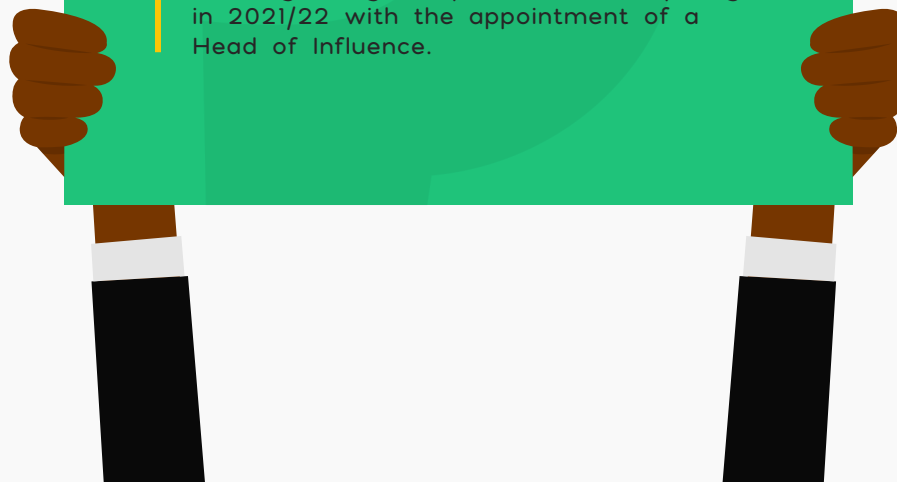 in 2021/22 with the appointment of a
Head of Influence.